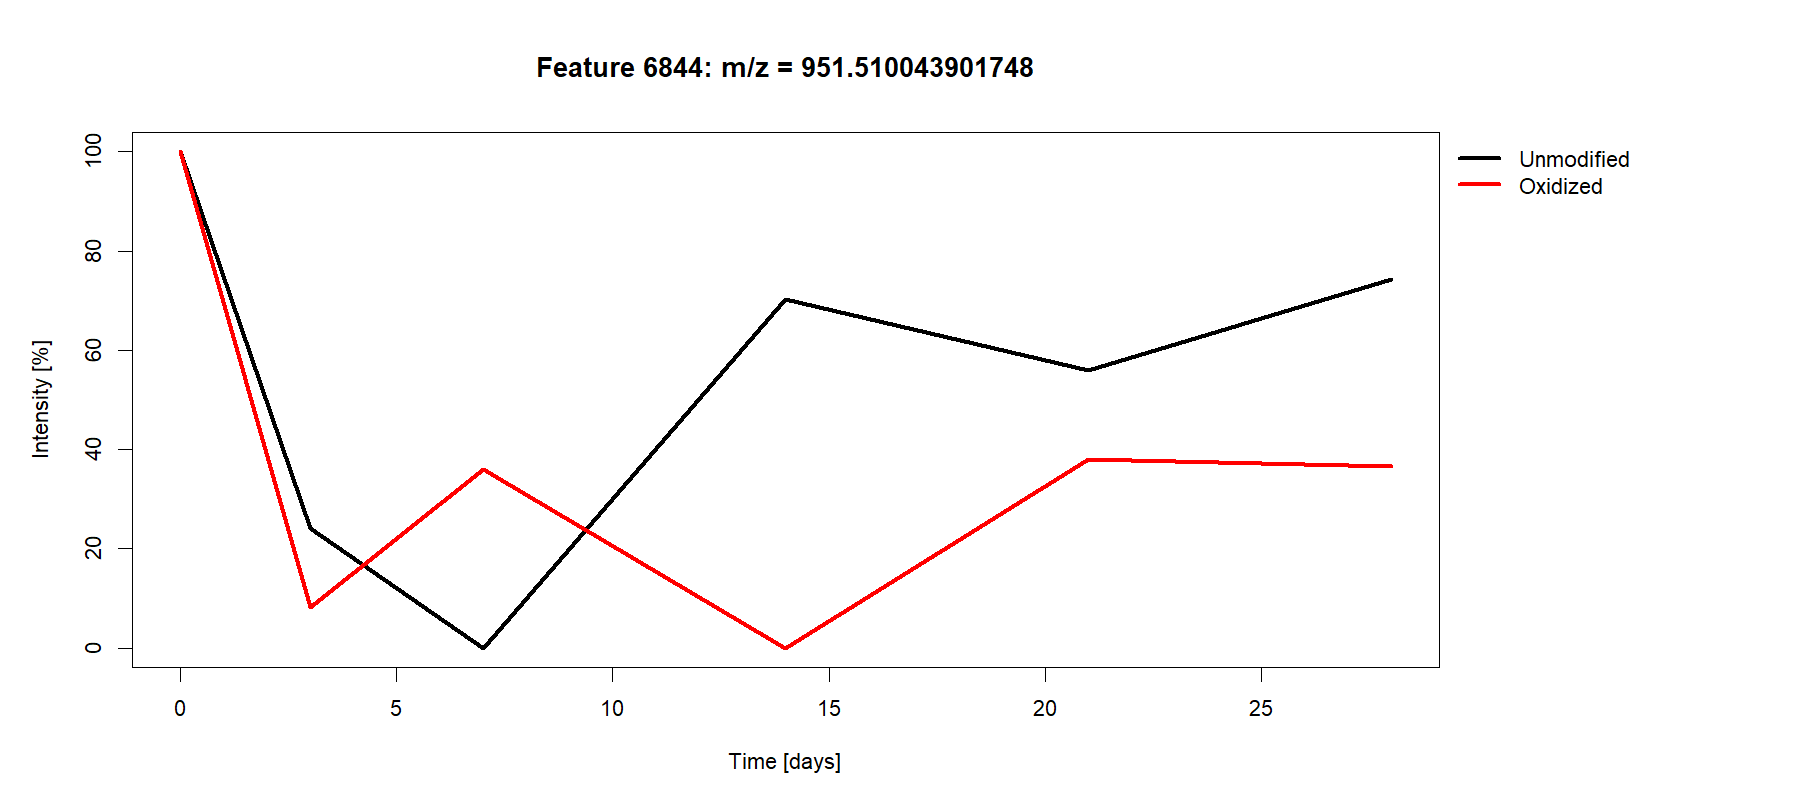 Feature 6844: m/z = 951.510043901748
Unmodified
Oxidized
Intensity [%]
100
80
60
40
20
0
0 5 10 15 20 25
Time [days]